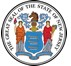 THE GREAT SEAL OF THE STATE OF NEW JERSEY